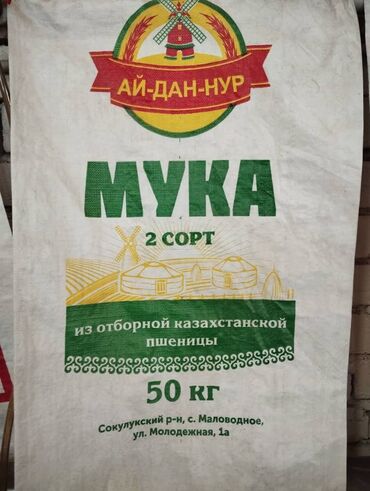 АЙ-ДАН-НУР
МУКА
2 СОРТ
из отборной казахстанской
пшеницы
50 кг
Сокулукский р-н, с. Маловодное,
ул. Молодежная, 1а